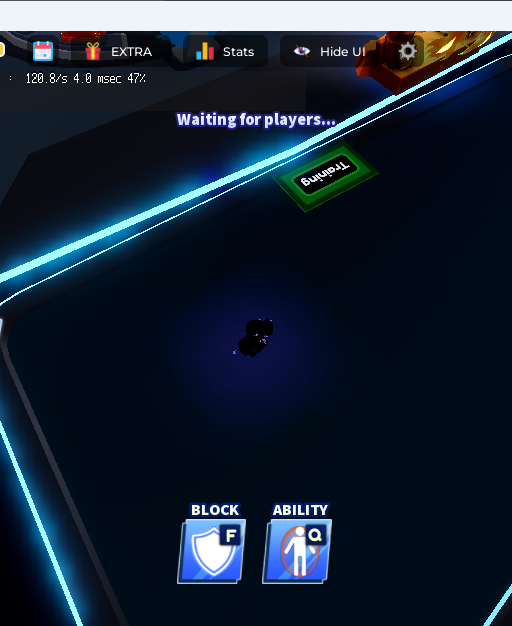 EXTRA Stats Hide UI
: 120.8/s 4.0 msec 47%
Waiting for players...
Training
BLOCK ABILITY
F Q